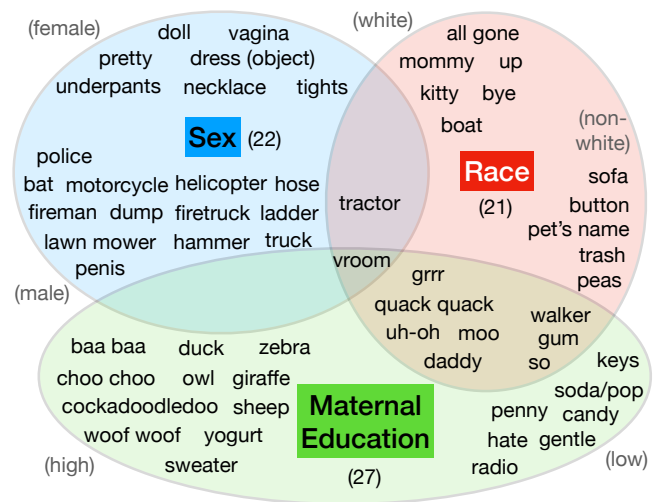 (female)
doll vagina
pretty dress (object)
underpants necklace tights
Sex (22)
police
bat motorcycle helicopter hose
fireman dump firetruck ladder
lawn mower hammer truck
penis
(male)
(white)
all gone
mommy up
kitty bye
boat
(non-
white)
Race
(21)
sofa
button
pet's name
trash
peas
tractor
vroom
grrr
quack quack
uh-oh moo
daddy
walker
gum
so
baa baa duck zebra
choo choo owl giraffe
cockadoodledoo sheep
woof woof yogurt
sweater
(high)
Maternal
Education
(27)
keys
soda/pop
penny candy
hate gentle
radio
(low)